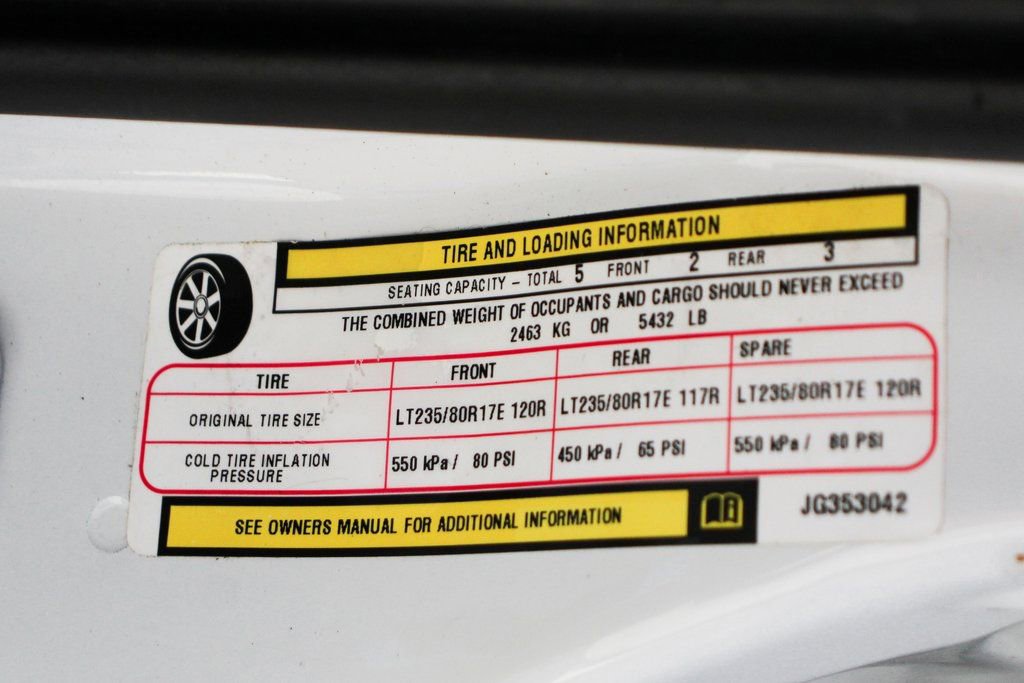 TIRE AND LOADING INFORMATION
SEATING CAPACITY – TOTAL 5 FRONT 2 REAR 3
THE COMBINED WEIGHT OF OCCUPANTS AND CARGO SHOULD NEVER EXCEED
2463 KG OR 5432 LB
TIRE FRONT REAR SPARE
ORIGINAL TIRE SIZE LT235/80R17E 120R LT235/80R17E 117R LT235/80R17E 120R
COLD TIRE INFLATION PRESSURE 550 kPa / 80 PSI 450 kPa / 65 PSI 550 kPa / 80 PSI
SEE OWNERS MANUAL FOR ADDITIONAL INFORMATION
JG353042